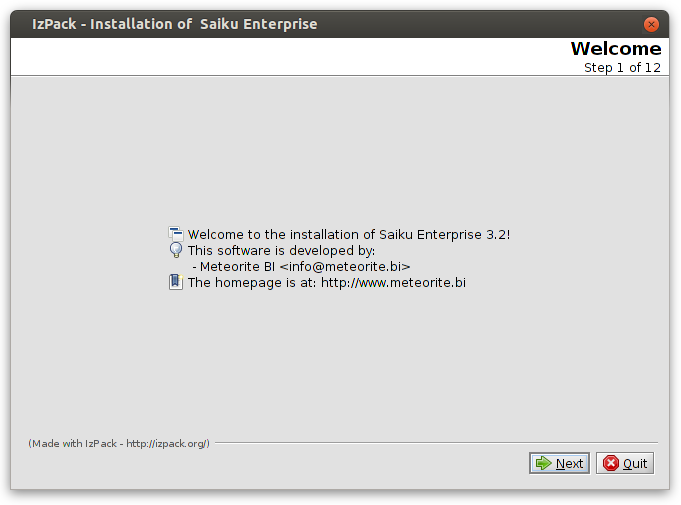 IzPack - Installation of  Saiku Enterprise
Welcome
Step 1 of 12
Welcome to the installation of Saiku Enterprise 3.2!
This software is developed by:
- Meteorite BI <info@meteorite.bi>
The homepage is at: http://www.meteorite.bi
(Made with IzPack - http://izpack.org/)
Next
Quit